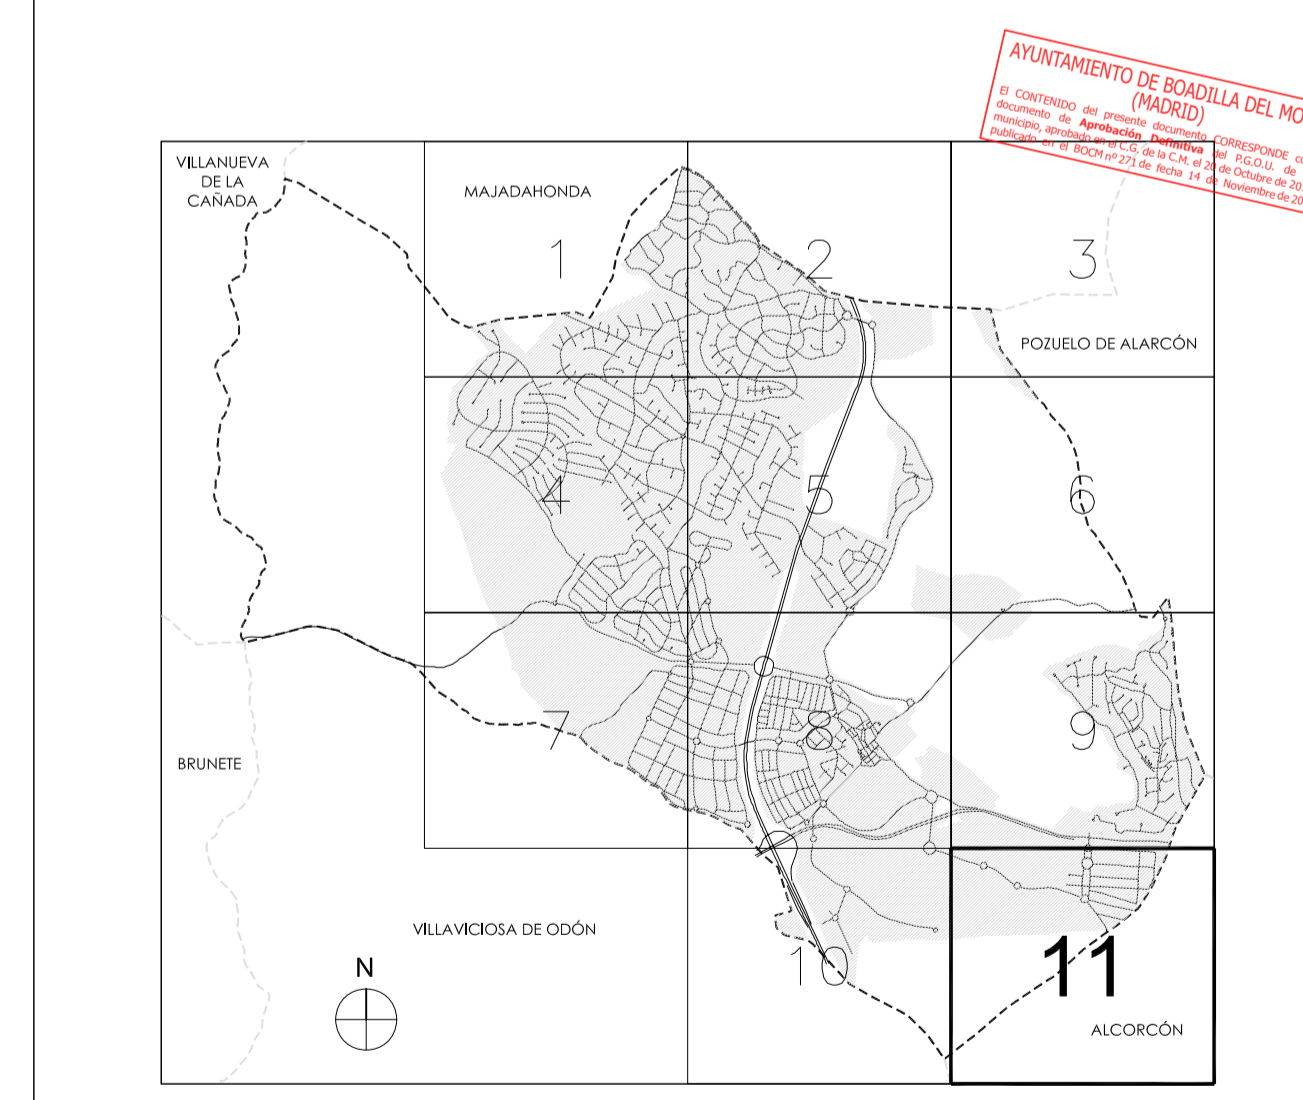 AYUNTAMIENTO DE BOADILLA DEL MO
(MADRID)
El CONTENIDO del presente documento CORRESPONDE co
documento de Aprobación Definitiva del P.G.O.U. de
municipio, aprobado en el C.G. de la C.M. el 20 de Octubre de 20
publicado en el BOCM nº 271 de fecha 14 de Noviembre de 20
VILLANUEVA
DE LA
CAÑADA
MAJADAHONDA
1
2
3
POZUELO DE ALARCÓN
4
5
6
7
8
9
BRUNETE
VILLAVICIOSA DE ODÓN
N
10
11
ALCORCÓN